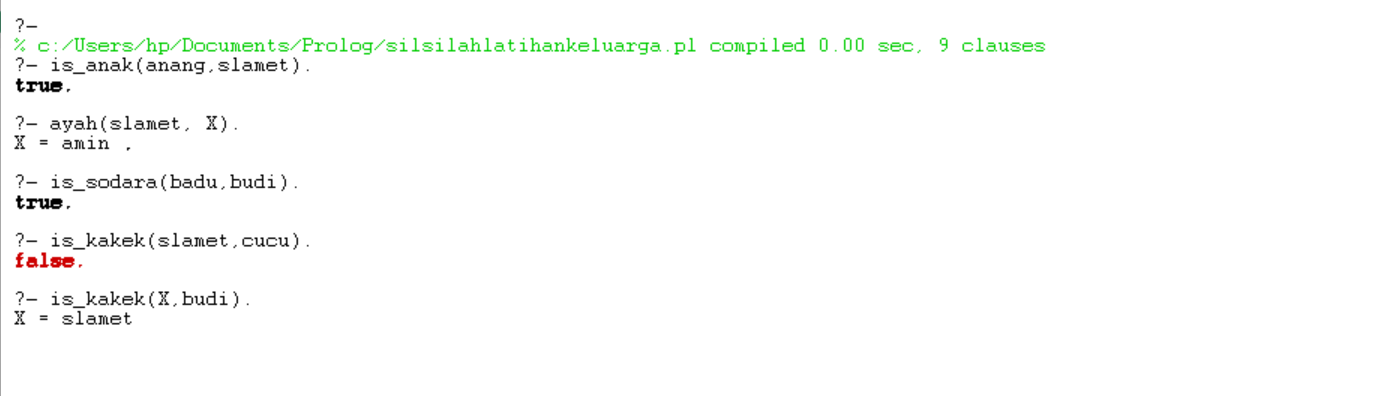 ?-
% c:/Users/hp/Documents/Prolog/silsilahlatihankeluarga.pl compiled 0.00 sec, 9 clauses
?- is_anak(anang,slamet).
true.
?- ayah(slamet, X).
X = amin .
?- is_sodara(badu,budi).
true.
?- is_kakek(slamet,cucu).
false.
?- is_kakek(X,budi).
X = slamet